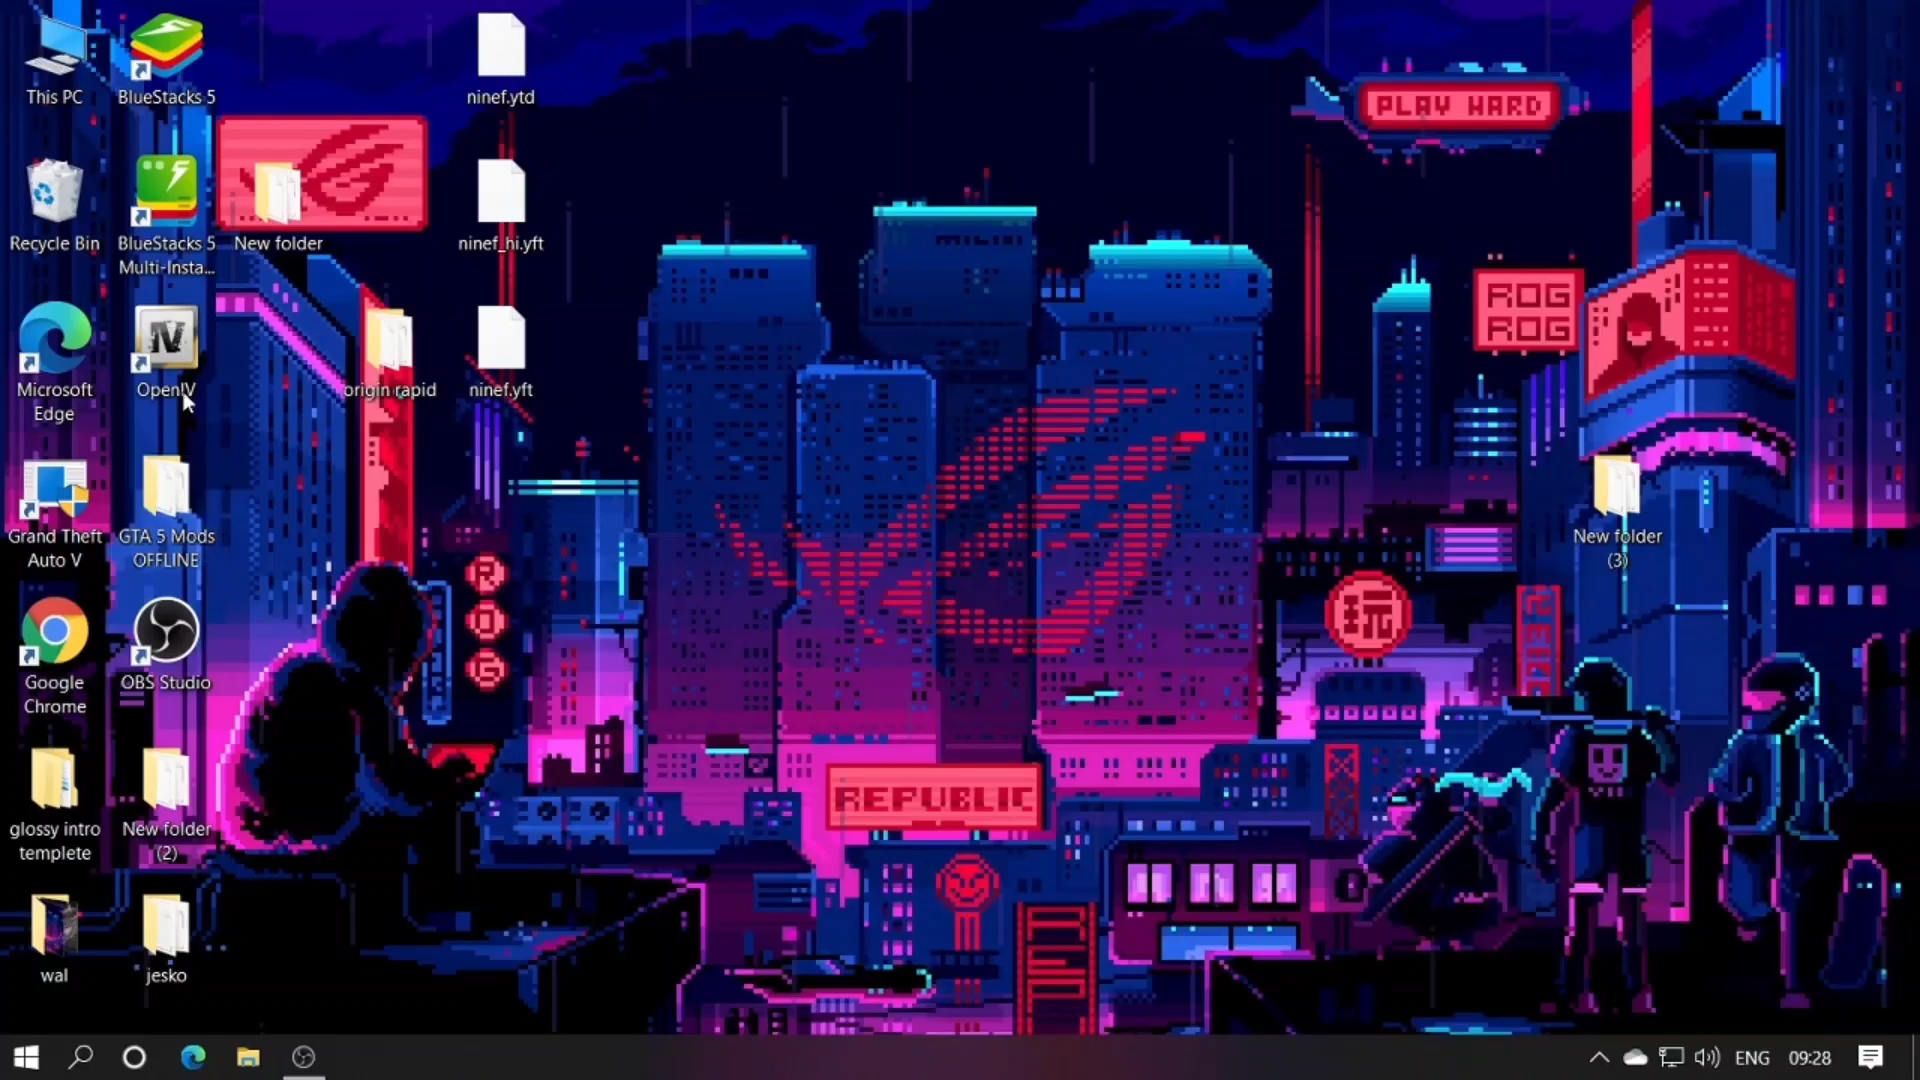 This PC
BlueStacks 5
ninef.ytd
PLAY HARD
Recycle Bin
BlueStacks 5
Multi-Insta...
New folder
ninef_hi.yft
ROG
ROG
Microsoft
Edge
OpenIV
origin rapid
ninef.yft
Grand Theft
Auto V
GTA 5 Mods
OFFLINE
New folder
(3)
R
O
G
玩
Google
Chrome
OBS Studio
REPUBLIC
glossy intro
templete
New folder
(2)
wal
jesko
ENG
09:28